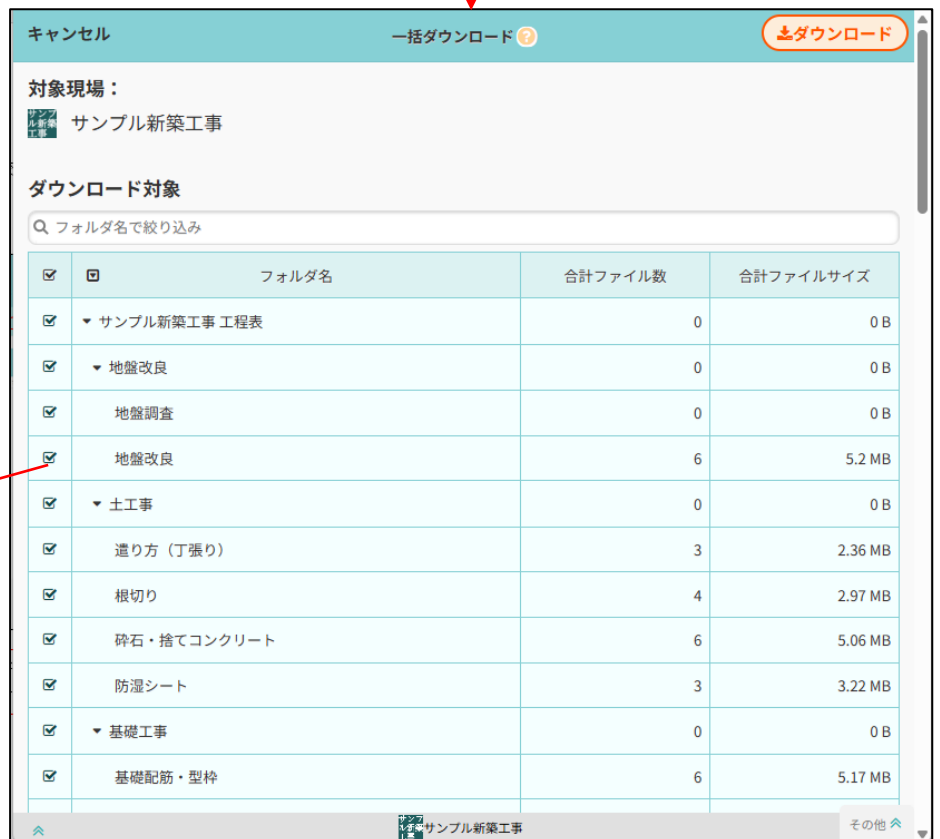 キャンセル 一括ダウンロード ? ダウンロード
対象現場：
サンプル新築工事 サンプル新築工事
ダウンロード対象
フォルダ名で絞り込み
フォルダ名 合計ファイル数 合計ファイルサイズ
サンプル新築工事 工程表 0 0 B
地盤改良 0 0 B
地盤調査 0 0 B
地盤改良 6 5.2 MB
土工事 0 0 B
遣り方（丁張り） 3 2.36 MB
根切り 4 2.97 MB
砕石・捨てコンクリート 6 5.06 MB
防湿シート 3 3.22 MB
基礎工事 0 0 B
基礎配筋・型枠 6 5.17 MB
サンプル新築工事 その他